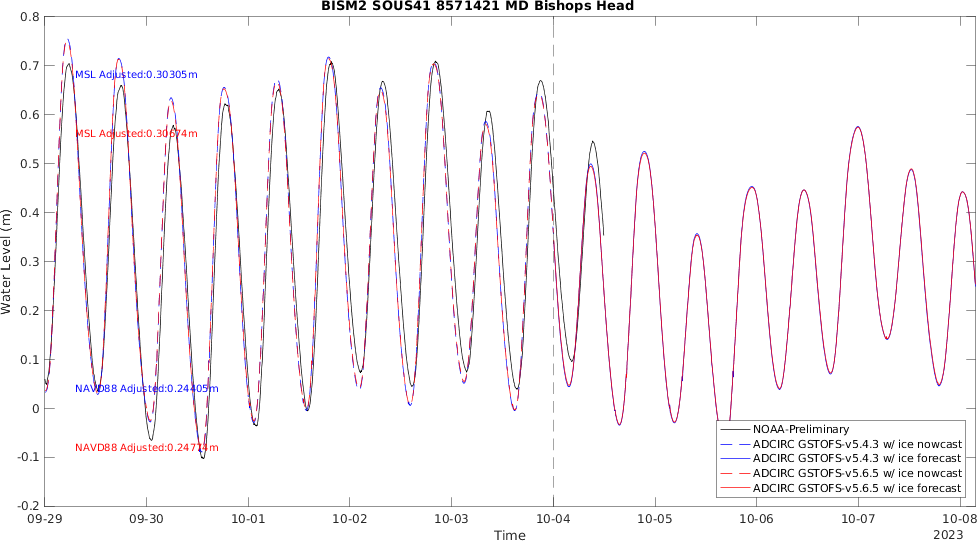 BISM2 SOUS41 8571421 MD Bishops Head
0.8
0.7
MSL Adjusted:0.30305m
0.6
MSL Adjusted:0.30674m
0.5
0.4
Water Level (m)
0.3
0.2
0.1
NAVD88 Adjusted:0.24405m
0
NAVD88 Adjusted:0.24774m
-0.1
-0.2
NOAA-Preliminary
ADCIRC GSTOFS-v5.4.3 w/ ice nowcast
ADCIRC GSTOFS-v5.4.3 w/ ice forecast
ADCIRC GSTOFS-v5.6.5 w/ ice nowcast
ADCIRC GSTOFS-v5.6.5 w/ ice forecast
09-29 09-30 10-01 10-02 10-03 10-04 10-05 10-06 10-07 10-08
Time
2023